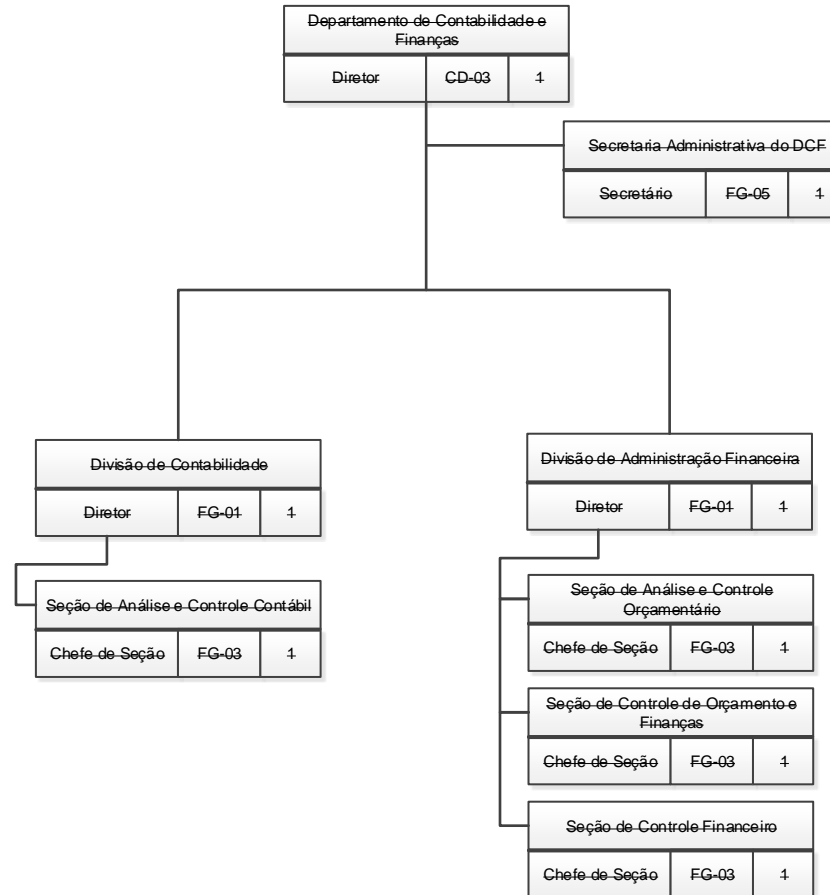 Departamento de Contabilidade e
Finanças
Diretor CD-03 1
Secretaria Administrativa do DCF
Secretário FG-05 1
Divisão de Contabilidade
Diretor FG-01 1
Seção de Análise e Controle Contábil
Chefe de Seção FG-03 1
Divisão de Administração Financeira
Diretor FG-01 1
Seção de Análise e Controle
Orçamentário
Chefe de Seção FG-03 1
Seção de Controle de Orçamento e
Finanças
Chefe de Seção FG-03 1
Seção de Controle Financeiro
Chefe de Seção FG-03 1